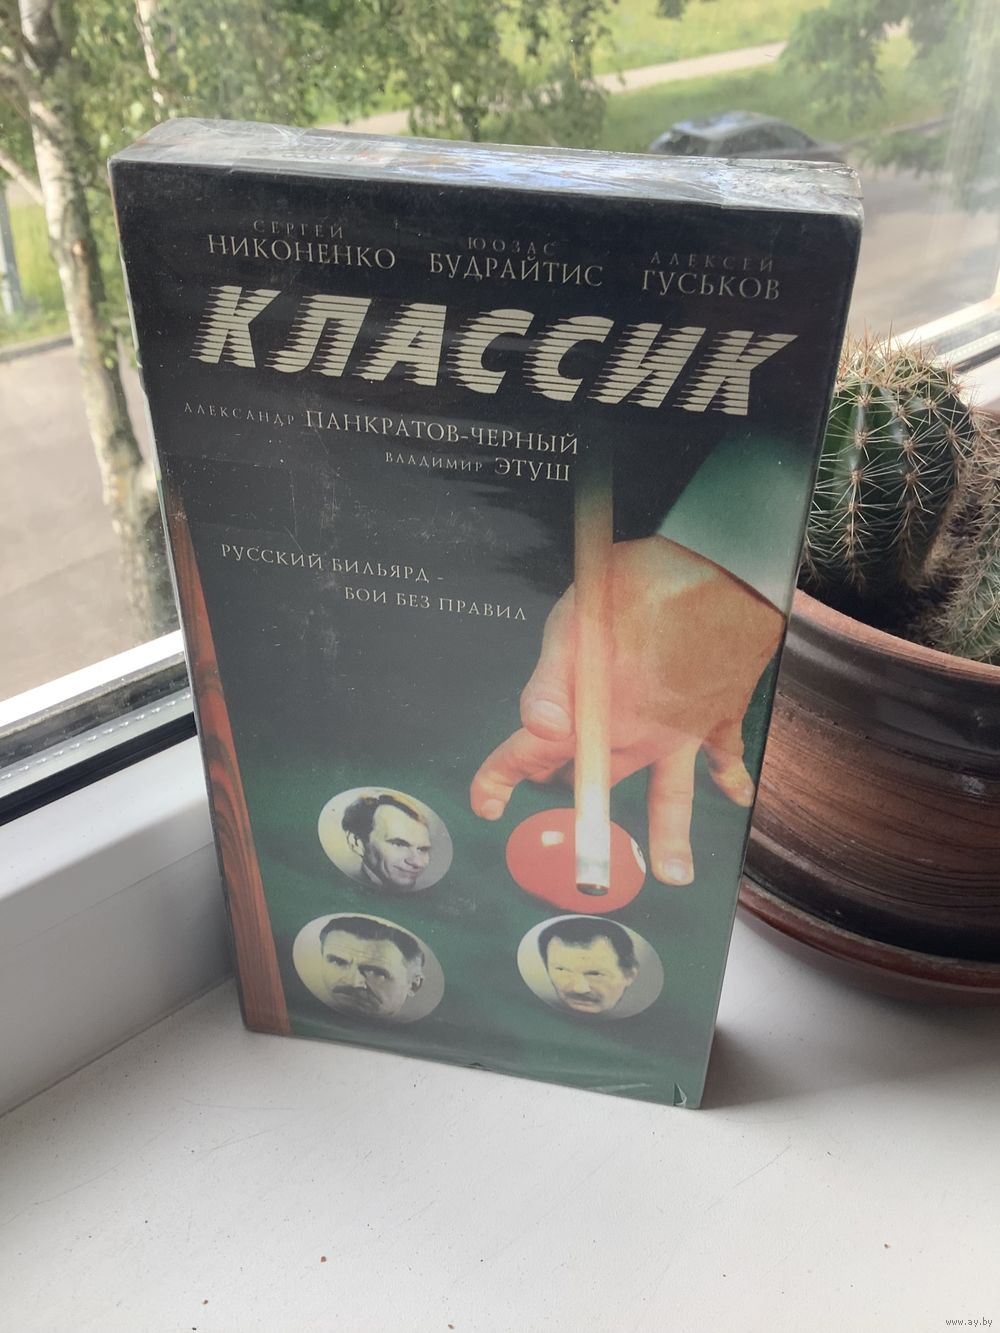 СЕРГЕЙ
НИКОНЕНКО
ЮОЗАС
БУДРАЙТИС
АЛЕКСЕЙ
ГУСЬКОВ
КЛАССИК
АЛЕКСАНДР ПАНКРАТОВ-ЧЕРНЫЙ
ВЛАДИМИР ЭТУШ
РУССКИЙ БИЛЬЯРД -
БОИ БЕЗ ПРАВИЛ
www.ay.by